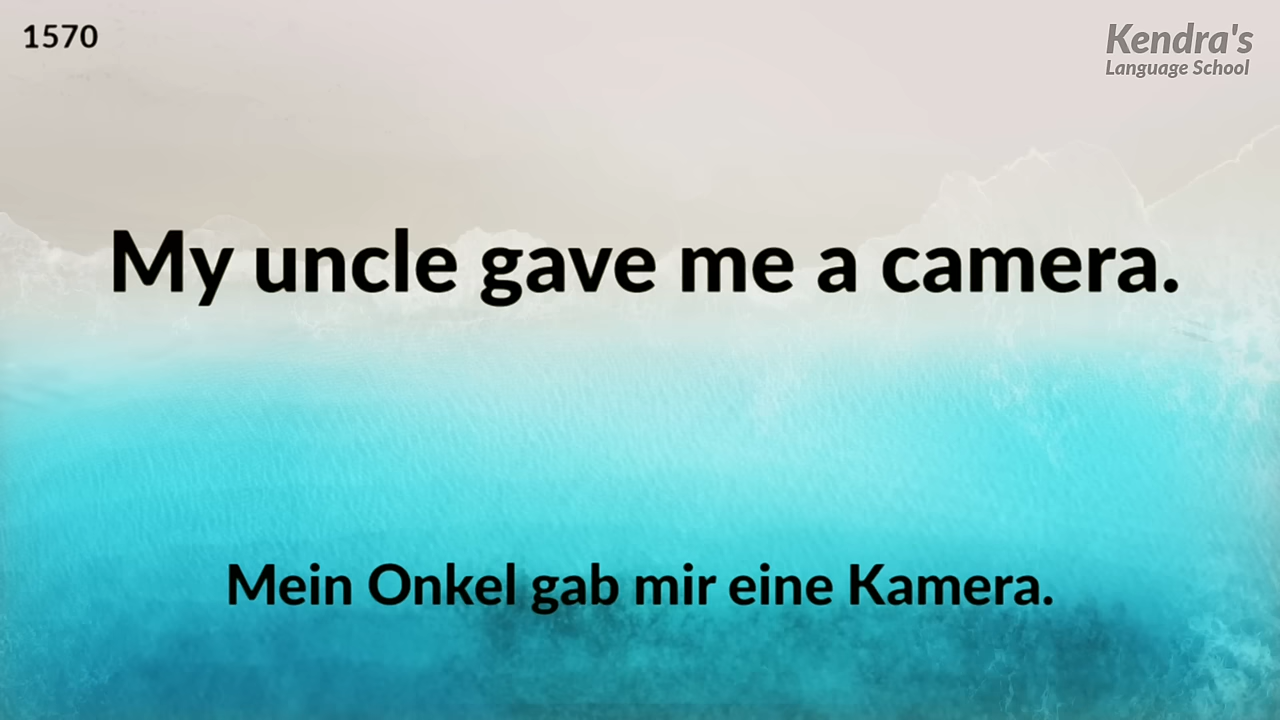 1570
Kendra's
Language School
My uncle gave me a camera.
Mein Onkel gab mir eine Kamera.